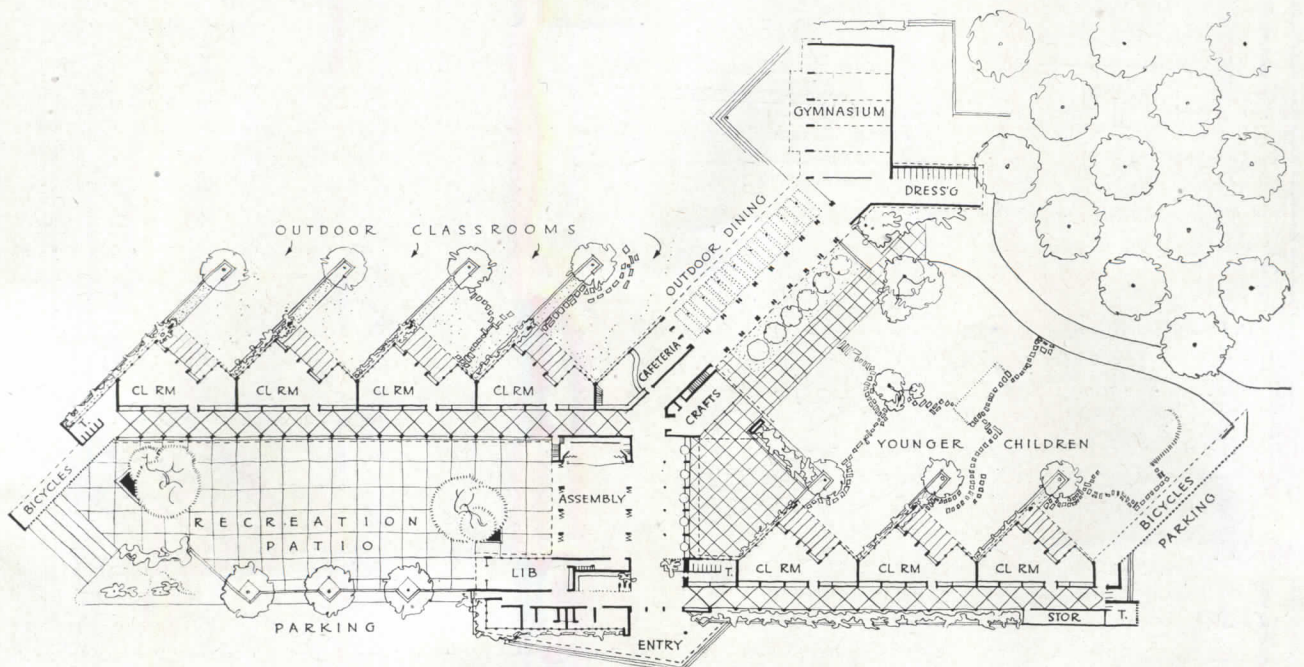 GYMNASIUM
DRESS'G
OUTDOOR CLASSROOMS
OUTDOOR DINING
CAFETERIA
CL RM
CL RM
CL RM
CL RM
CRAFTS
T.
BICYCLES
YOUNGER CHILDREN
RECREATION
PATIO
ASSEMBLY
BICYCLES
PARKING
LIB
T.
CL RM
CL RM
CL RM
STOR
T.
PARKING
ENTRY